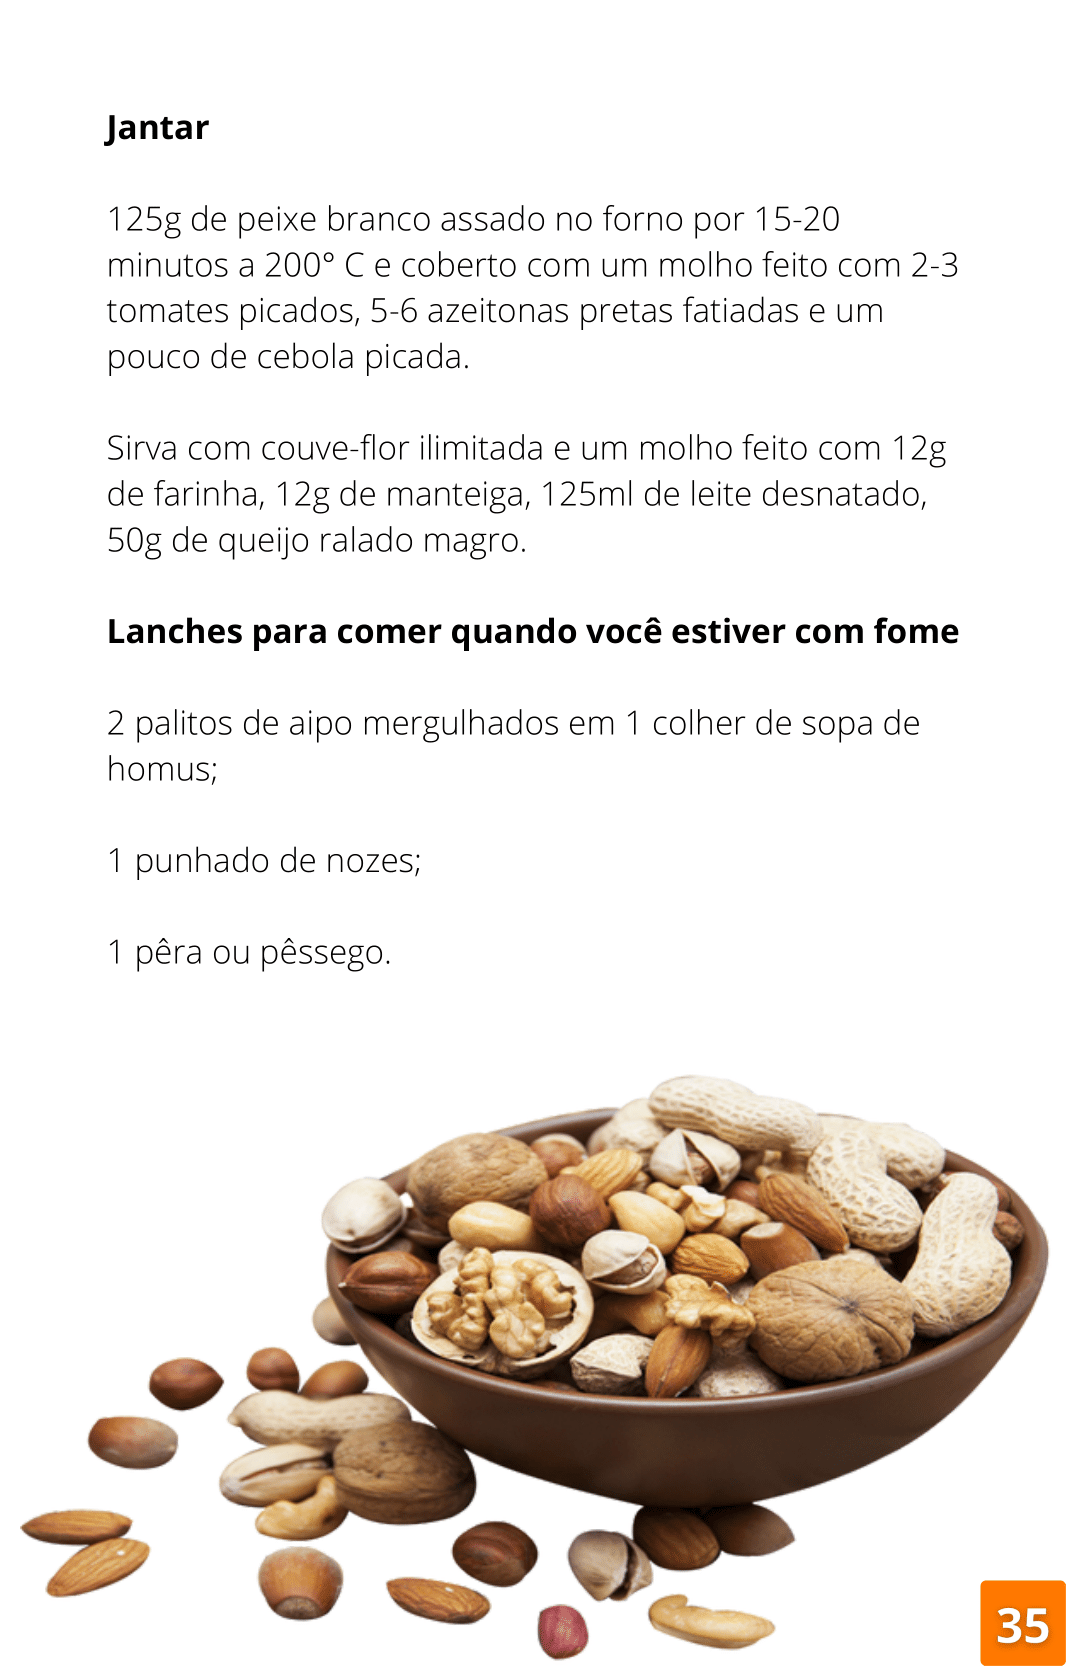 Jantar
125g de peixe branco assado no forno por 15-20
minutos a 200° C e coberto com um molho feito com 2-3
tomates picados, 5-6 azeitonas pretas fatiadas e um
pouco de cebola picada.
Sirva com couve-flor ilimitada e um molho feito com 12g
de farinha, 12g de manteiga, 125ml de leite desnatado,
50g de queijo ralado magro.
Lanches para comer quando você estiver com fome
2 palitos de aipo mergulhados em 1 colher de sopa de
homus;
1 punhado de nozes;
1 pêra ou pêssego.
35